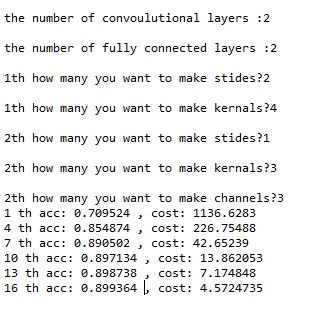 the number of convoulutional layers :2
the number of fully connected layers :2
1th how many you want to make stides?2
1th how many you want to make kernals?4
2th how many you want to make stides?1
2th how many you want to make kernals?3
2th how many you want to make channels?3
1 th acc: 0.709524 , cost: 1136.6283
4 th acc: 0.854874 , cost: 226.75488
7 th acc: 0.890502 , cost: 42.65239
10 th acc: 0.897134 , cost: 13.862053
13 th acc: 0.898738 , cost: 7.174848
16 th acc: 0.899364 , cost: 4.5724735